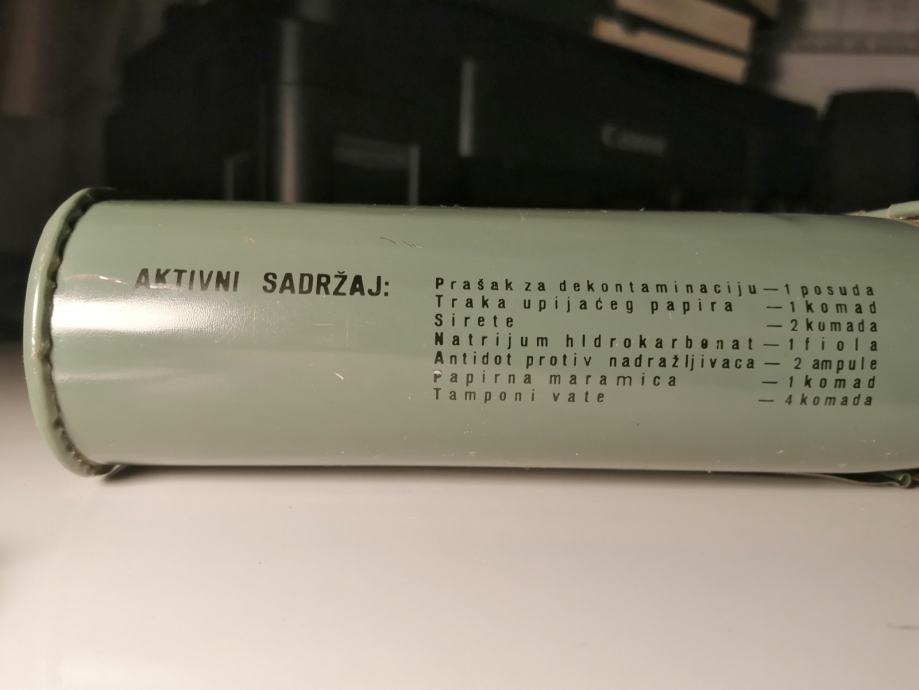 Canon
AKTIVNI SADRŽAJ:
Prašak za dekontaminaciju — 1 posuda
Traka upijaćeg papira — 1 komad
Sirete — 2 komada
Natrijum hIdrokarbonat — 1 fiola
Antidot protiv nadražljivaca — 2 ampule
Papirna maramica — 1 komad
Tamponi vate — 4 komada